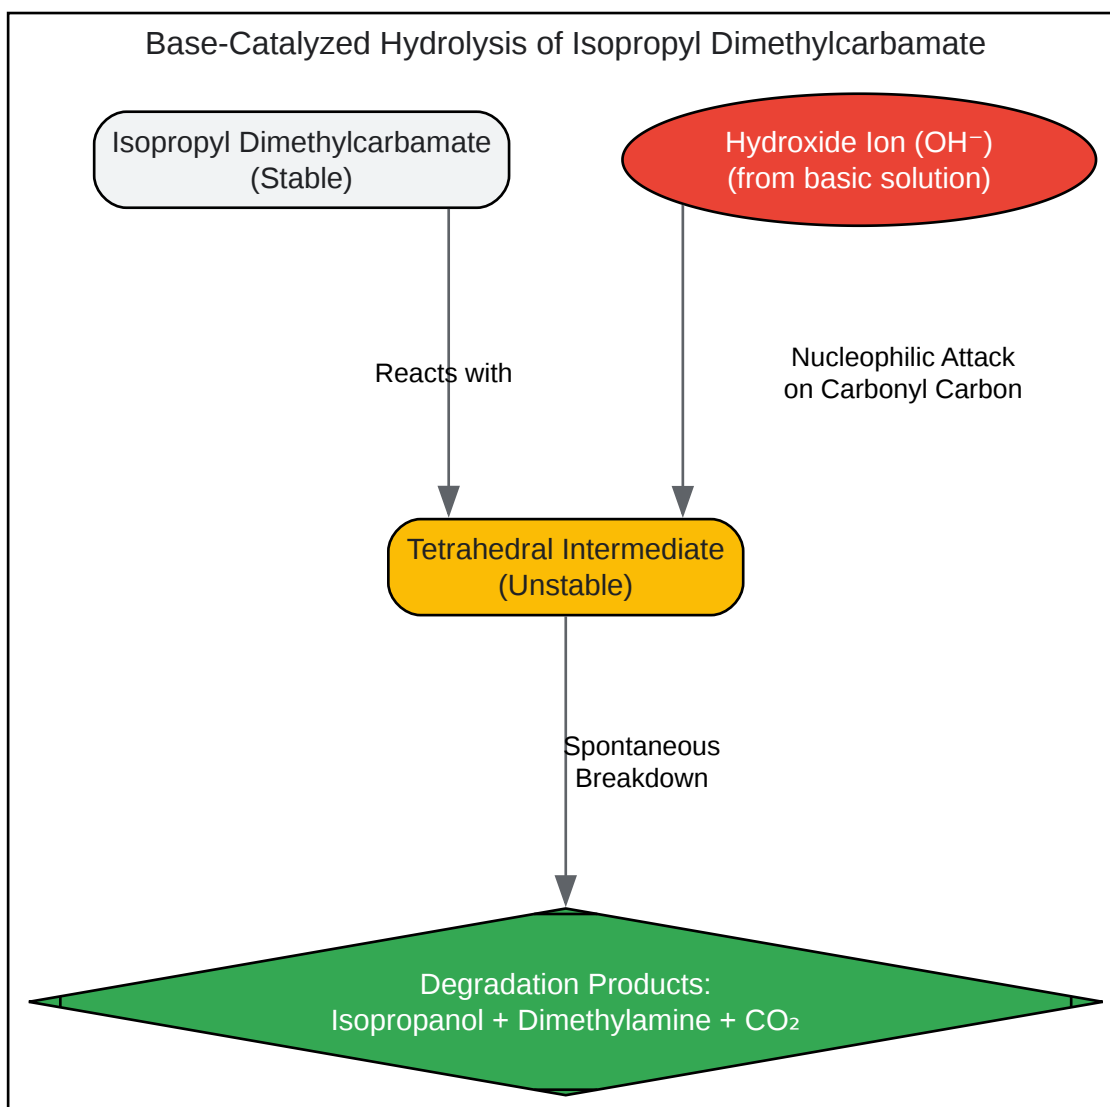 Base-Catalyzed Hydrolysis of Isopropyl Dimethylcarbamate
Isopropyl Dimethylcarbamate
(Stable)
Hydroxide Ion (OH⁻)
(from basic solution)
Reacts with
Nucleophilic Attack
on Carbonyl Carbon
Tetrahedral Intermediate
(Unstable)
Spontaneous
Breakdown
Degradation Products:
Isopropanol + Dimethylamine + CO₂